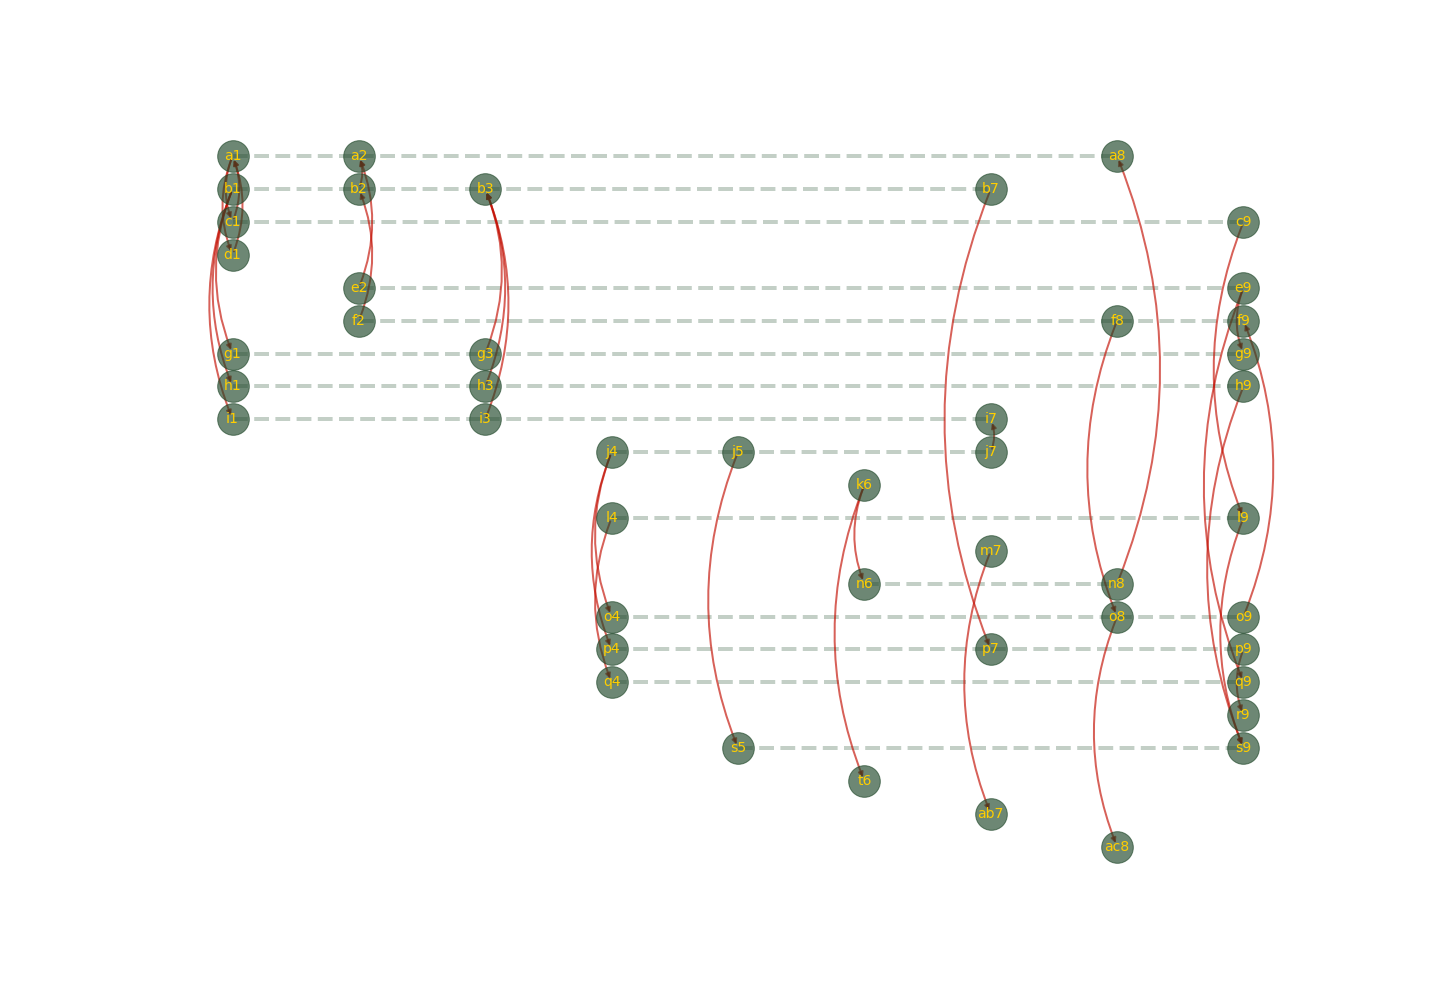 a1 a2 a8
b1 b2 b3 b7
c1 c9
d1
e2 e9
f2 f8 f9
g1 g3 g9
h1 h3 h9
i1 i3 i7
j4 j5 j7
k6
l4 l9
m7
n6 n8
o4 o8 o9
p4 p7 p9
q4 q9
r9
s5 s9
t6
ab7
ac8